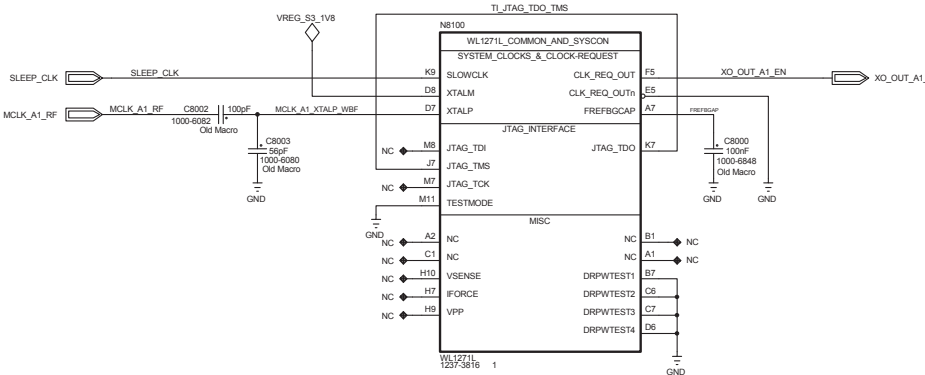 TI_JTAG_TDO_TMS
VREG_S3_1V8
N8100
WL1271L_COMMON_AND_SYSCON
SYSTEM_CLOCKS_&_CLOCK-REQUEST
SLEEP_CLK
SLEEP_CLK
K9
SLOWCLK
CLK_REQ_OUT
F5
XO_OUT_A1_EN
XO_OUT_A1_
D8
XTALM
CLK_REQ_OUTn
E5
MCLK_A1_RF
MCLK_A1_RF
C8002
100pF
1000-6082
Old Macro
MCLK_A1_XTALP_WBF
D7
XTALP
FREFBGCAP
A7
FREFBGCAP
C8003
56pF
1000-6080
Old Macro
GND
JTAG_INTERFACE
NC
M8
JTAG_TDI
JTAG_TDO
K7
C8000
100nF
1000-6848
Old Macro
GND
GND
J7
JTAG_TMS
NC
M7
JTAG_TCK
M11
TESTMODE
GND
MISC
NC
A2
NC
NC
B1
NC
NC
C1
NC
NC
A1
NC
NC
H10
VSENSE
DRPWTEST1
B7
NC
H7
IFORCE
DRPWTEST2
C6
NC
H9
VPP
DRPWTEST3
C7
DRPWTEST4
D6
GND
WL1271L
1237-3816 1